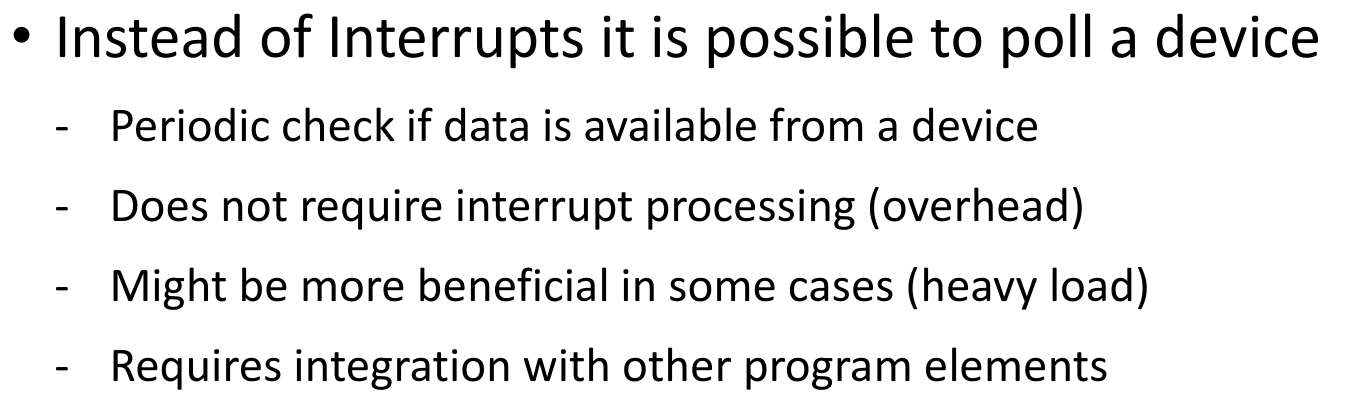 • Instead of Interrupts it is possible to poll a device
- Periodic check if data is available from a device
- Does not require interrupt processing (overhead)
- Might be more beneficial in some cases (heavy load)
- Requires integration with other program elements